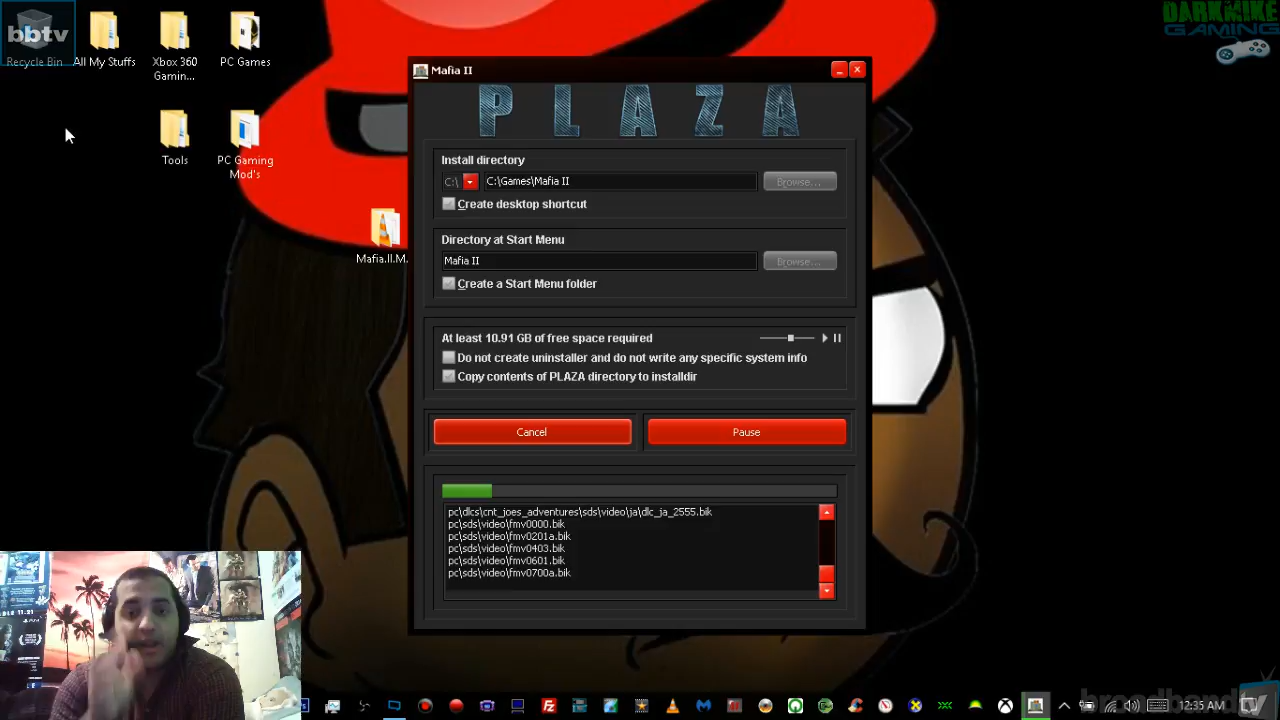 bbtv
Recycle Bin
All My Stuffs
Xbox 360
Gamin...
PC Games
Tools
PC Gaming
Mod's
Mafia.II.M.
DARKMIKE
GAMING
Mafia II
PLAZA
Install directory
C:\
C:\Games\Mafia II
Browse...
Create desktop shortcut
Directory at Start Menu
Mafia II
Browse...
Create a Start Menu folder
At least 10.91 GB of free space required
Do not create uninstaller and do not write any specific system info
Copy contents of PLAZA directory to installdir
Cancel
Pause
pc\dlcs\cnt_joes_adventures\sds\video\ja\dlc_ja_2555.bik
pc\sds\video\fmv0000.bik
pc\sds\video\fmv0201a.bik
pc\sds\video\fmv0403.bik
pc\sds\video\fmv0601.bik
pc\sds\video\fmv0700a.bik
broadbandtv
12:35 AM